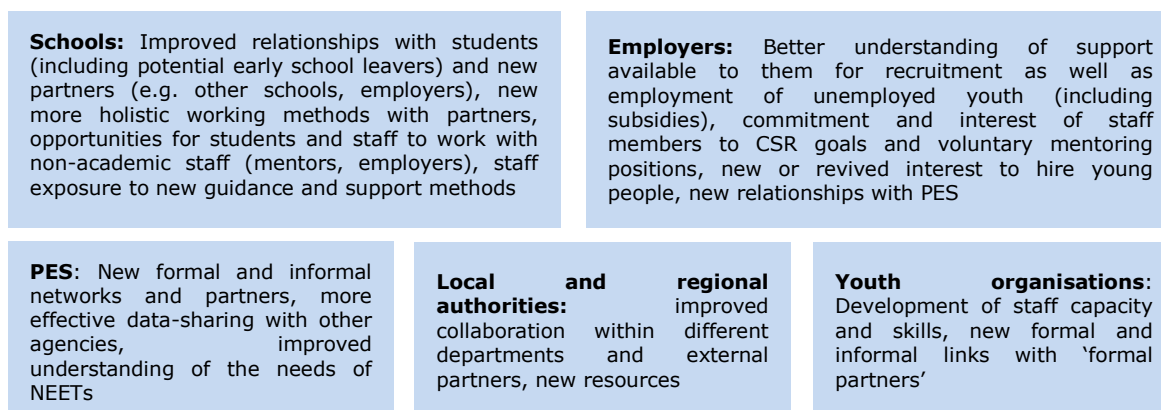 Schools: Improved relationships with students
(including potential early school leavers) and new
partners (e.g. other schools, employers), new
more holistic working methods with partners,
opportunities for students and staff to work with
non-academic staff (mentors, employers), staff
exposure to new guidance and support methods
Employers: Better understanding of support
available to them for recruitment as well as
employment of unemployed youth (including
subsidies), commitment and interest of staff
members to CSR goals and voluntary mentoring
positions, new or revived interest to hire young
people, new relationships with PES
PES: New formal and informal
networks and partners, more
effective data-sharing with other
agencies, improved
understanding of the needs of
NEETs
Local and regional
authorities: improved
collaboration within different
departments and external
partners, new resources
Youth organisations:
Development of staff capacity
and skills, new formal and
informal links with ‘formal
partners’